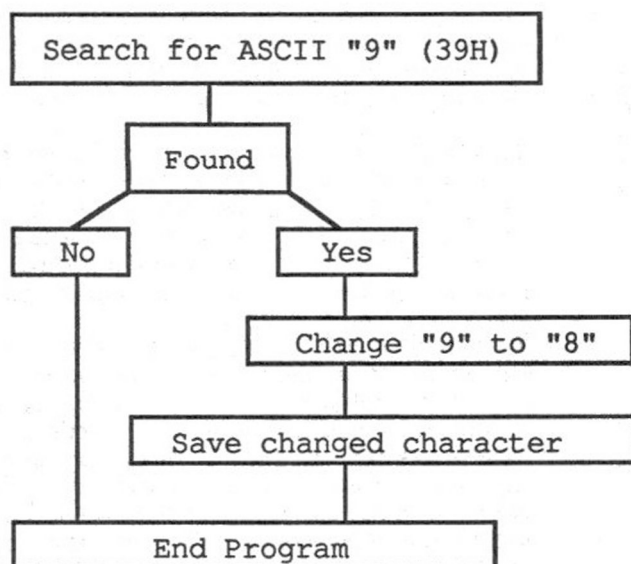 Search for ASCII "9" (39H)
Found
No
Yes
Change "9" to "8"
Save changed character
End Program